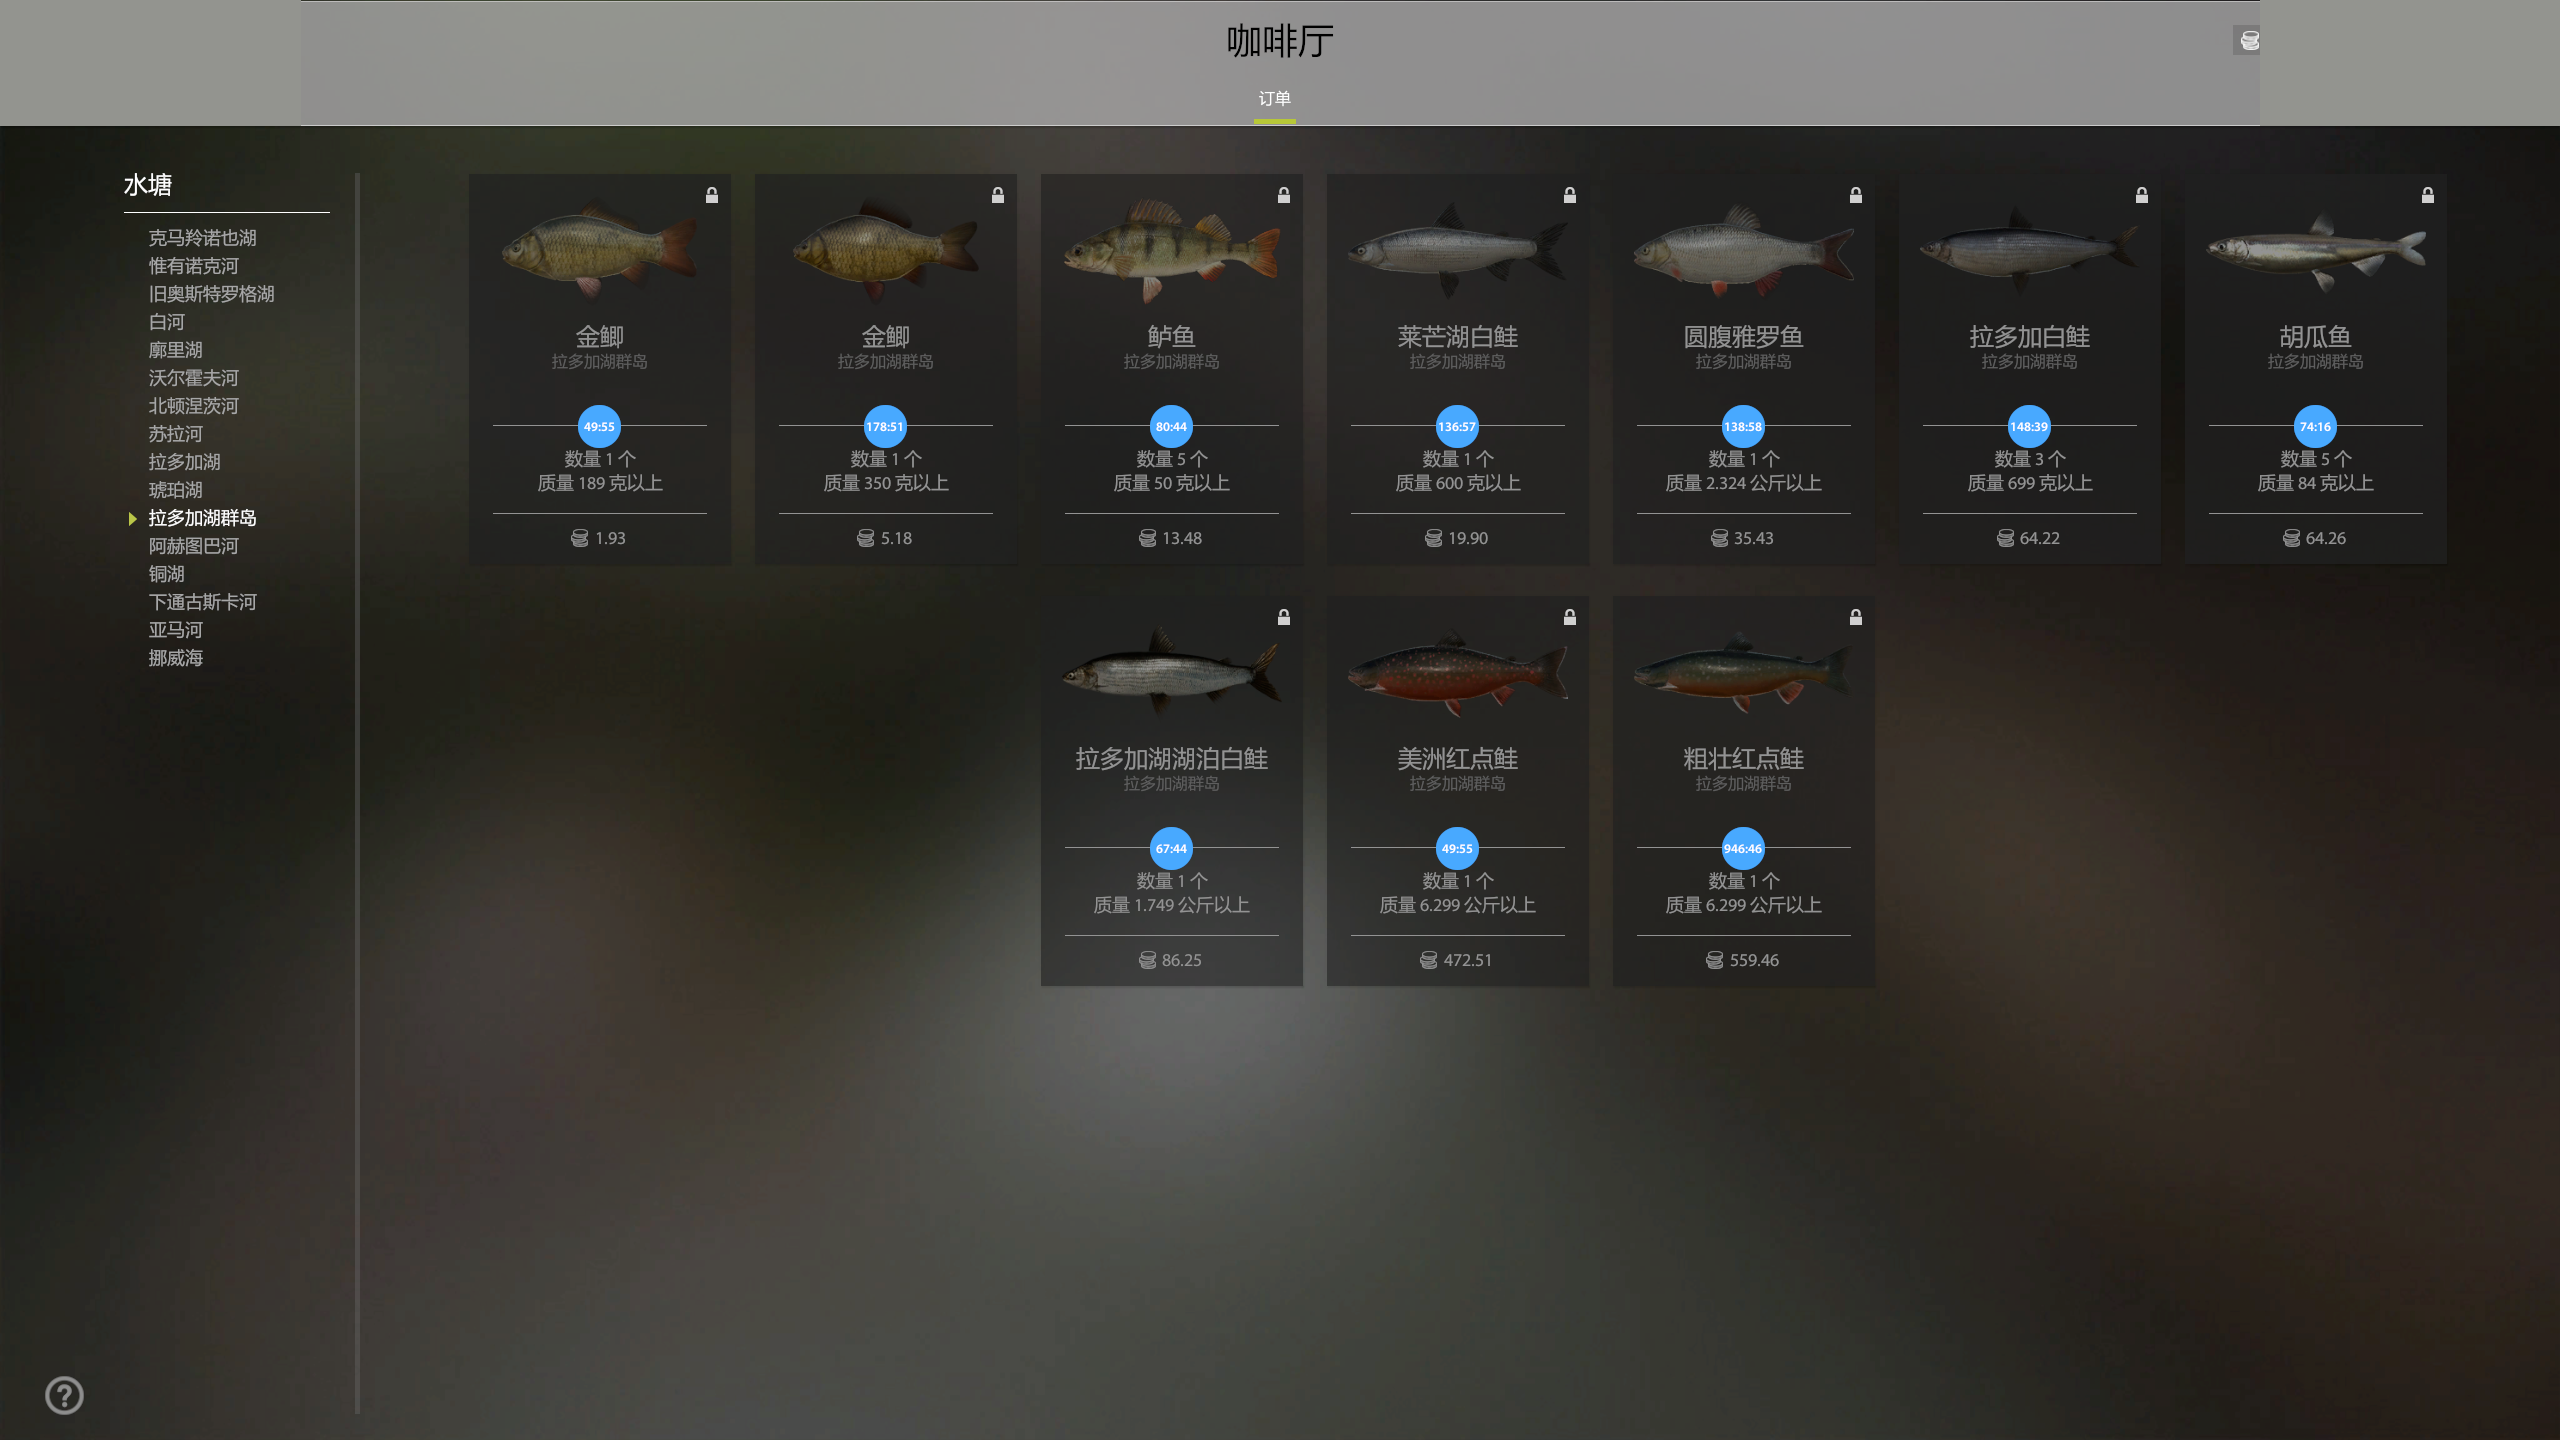 咖啡厅
订单
水塘
克马羚诺也湖
惟有诺克河
旧奥斯特罗格湖
白河
廓里湖
沃尔霍夫河
北顿涅茨河
苏拉河
拉多加湖
琥珀湖
拉多加湖群岛
阿赫图巴河
铜湖
下通古斯卡河
亚马河
挪威海
金鲫
拉多加湖群岛
49:55
数量 1 个
质量 189 克以上
1.93
金鲫
拉多加湖群岛
178:51
数量 1 个
质量 350 克以上
5.18
鲈鱼
拉多加湖群岛
80:44
数量 5 个
质量 50 克以上
13.48
莱芒湖白鲑
拉多加湖群岛
136:57
数量 1 个
质量 600 克以上
19.90
圆腹雅罗鱼
拉多加湖群岛
138:58
数量 1 个
质量 2.324 公斤以上
35.43
拉多加白鲑
拉多加湖群岛
148:39
数量 3 个
质量 699 克以上
64.22
胡瓜鱼
拉多加湖群岛
74:16
数量 5 个
质量 84 克以上
64.26
拉多加湖湖泊白鲑
拉多加湖群岛
67:44
数量 1 个
质量 1.749 公斤以上
86.25
美洲红点鲑
拉多加湖群岛
49:55
数量 1 个
质量 6.299 公斤以上
472.51
粗壮红点鲑
拉多加湖群岛
946:46
数量 1 个
质量 6.299 公斤以上
559.46